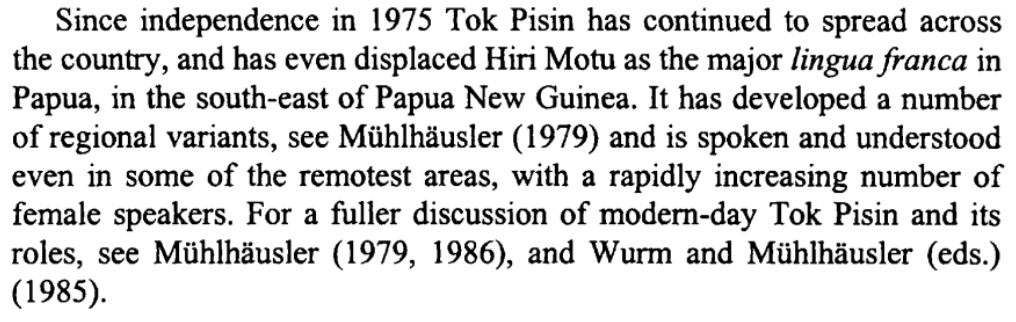 Since independence in 1975 Tok Pisin has continued to spread across
the country, and has even displaced Hiri Motu as the major lingua franca in
Papua, in the south-east of Papua New Guinea. It has developed a number
of regional variants, see Mühlhäusler (1979) and is spoken and understood
even in some of the remotest areas, with a rapidly increasing number of
female speakers. For a fuller discussion of modern-day Tok Pisin and its
roles, see Mühlhäusler (1979, 1986), and Wurm and Mühlhäusler (eds.)
(1985).